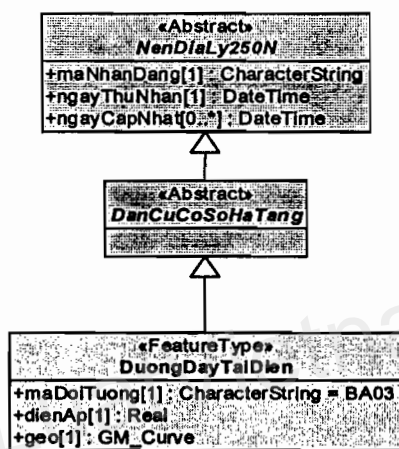 «Abstract»
NenDiaLy250N
+maNhanDang[1] : CharacterString
+ngayThuNhan[1] : DateTime
+ngayCapNhat[0..*] : DateTime
«Abstract»
DanCuCoSoHaTang
«FeatureType»
DuongDayTaiDien
+maDoiTuong[1] : CharacterString = BA03
+dienAp[1] : Real
+geo[1] : GM_Curve